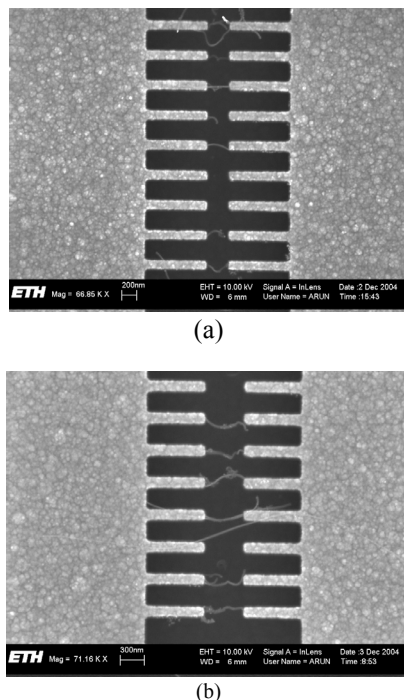 ETH Mag = 66.85 K X 200nm EHT = 10.00 kV Signal A = InLens Date :2 Dec 2004
WD = 6 mm User Name = ARUN Time :15:43
(a)
ETH Mag = 71.16 K X 300nm EHT = 10.00 kV Signal A = InLens Date :3 Dec 2004
WD = 6 mm User Name = ARUN Time :8:53
(b)